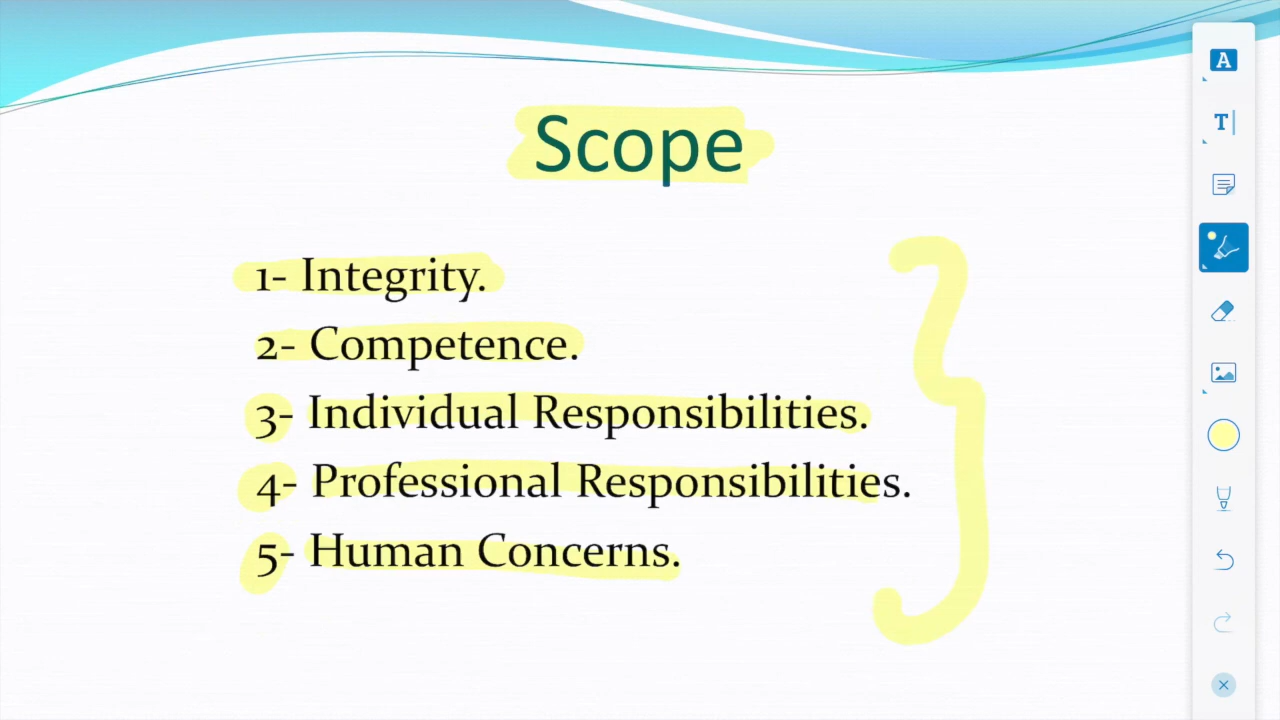 Scope
1- Integrity.
2- Competence.
3- Individual Responsibilities.
4- Professional Responsibilities.
5- Human Concerns.
A
T